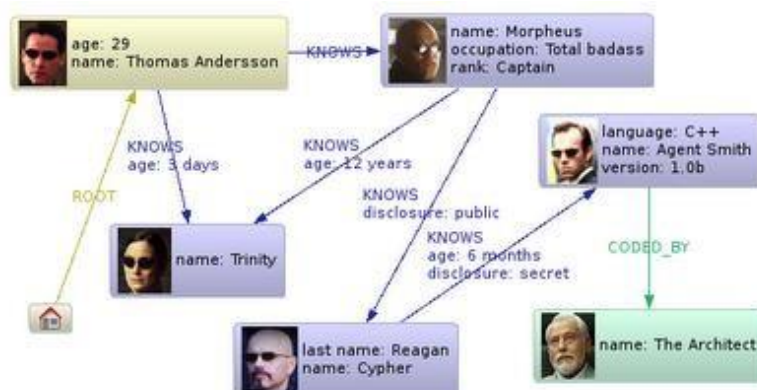 age: 29
name: Thomas Andersson
KNOWS
name: Morpheus
occupation: Total badass
rank: Captain
language: C++
name: Agent Smith
version: 1.0b
KNOWS
age: 3 days
KNOWS
age: 12 years
ROOT
KNOWS
disclosure: public
name: Trinity
KNOWS
age: 6 months
disclosure: secret
CODED_BY
last name: Reagan
name: Cypher
name: The Architect